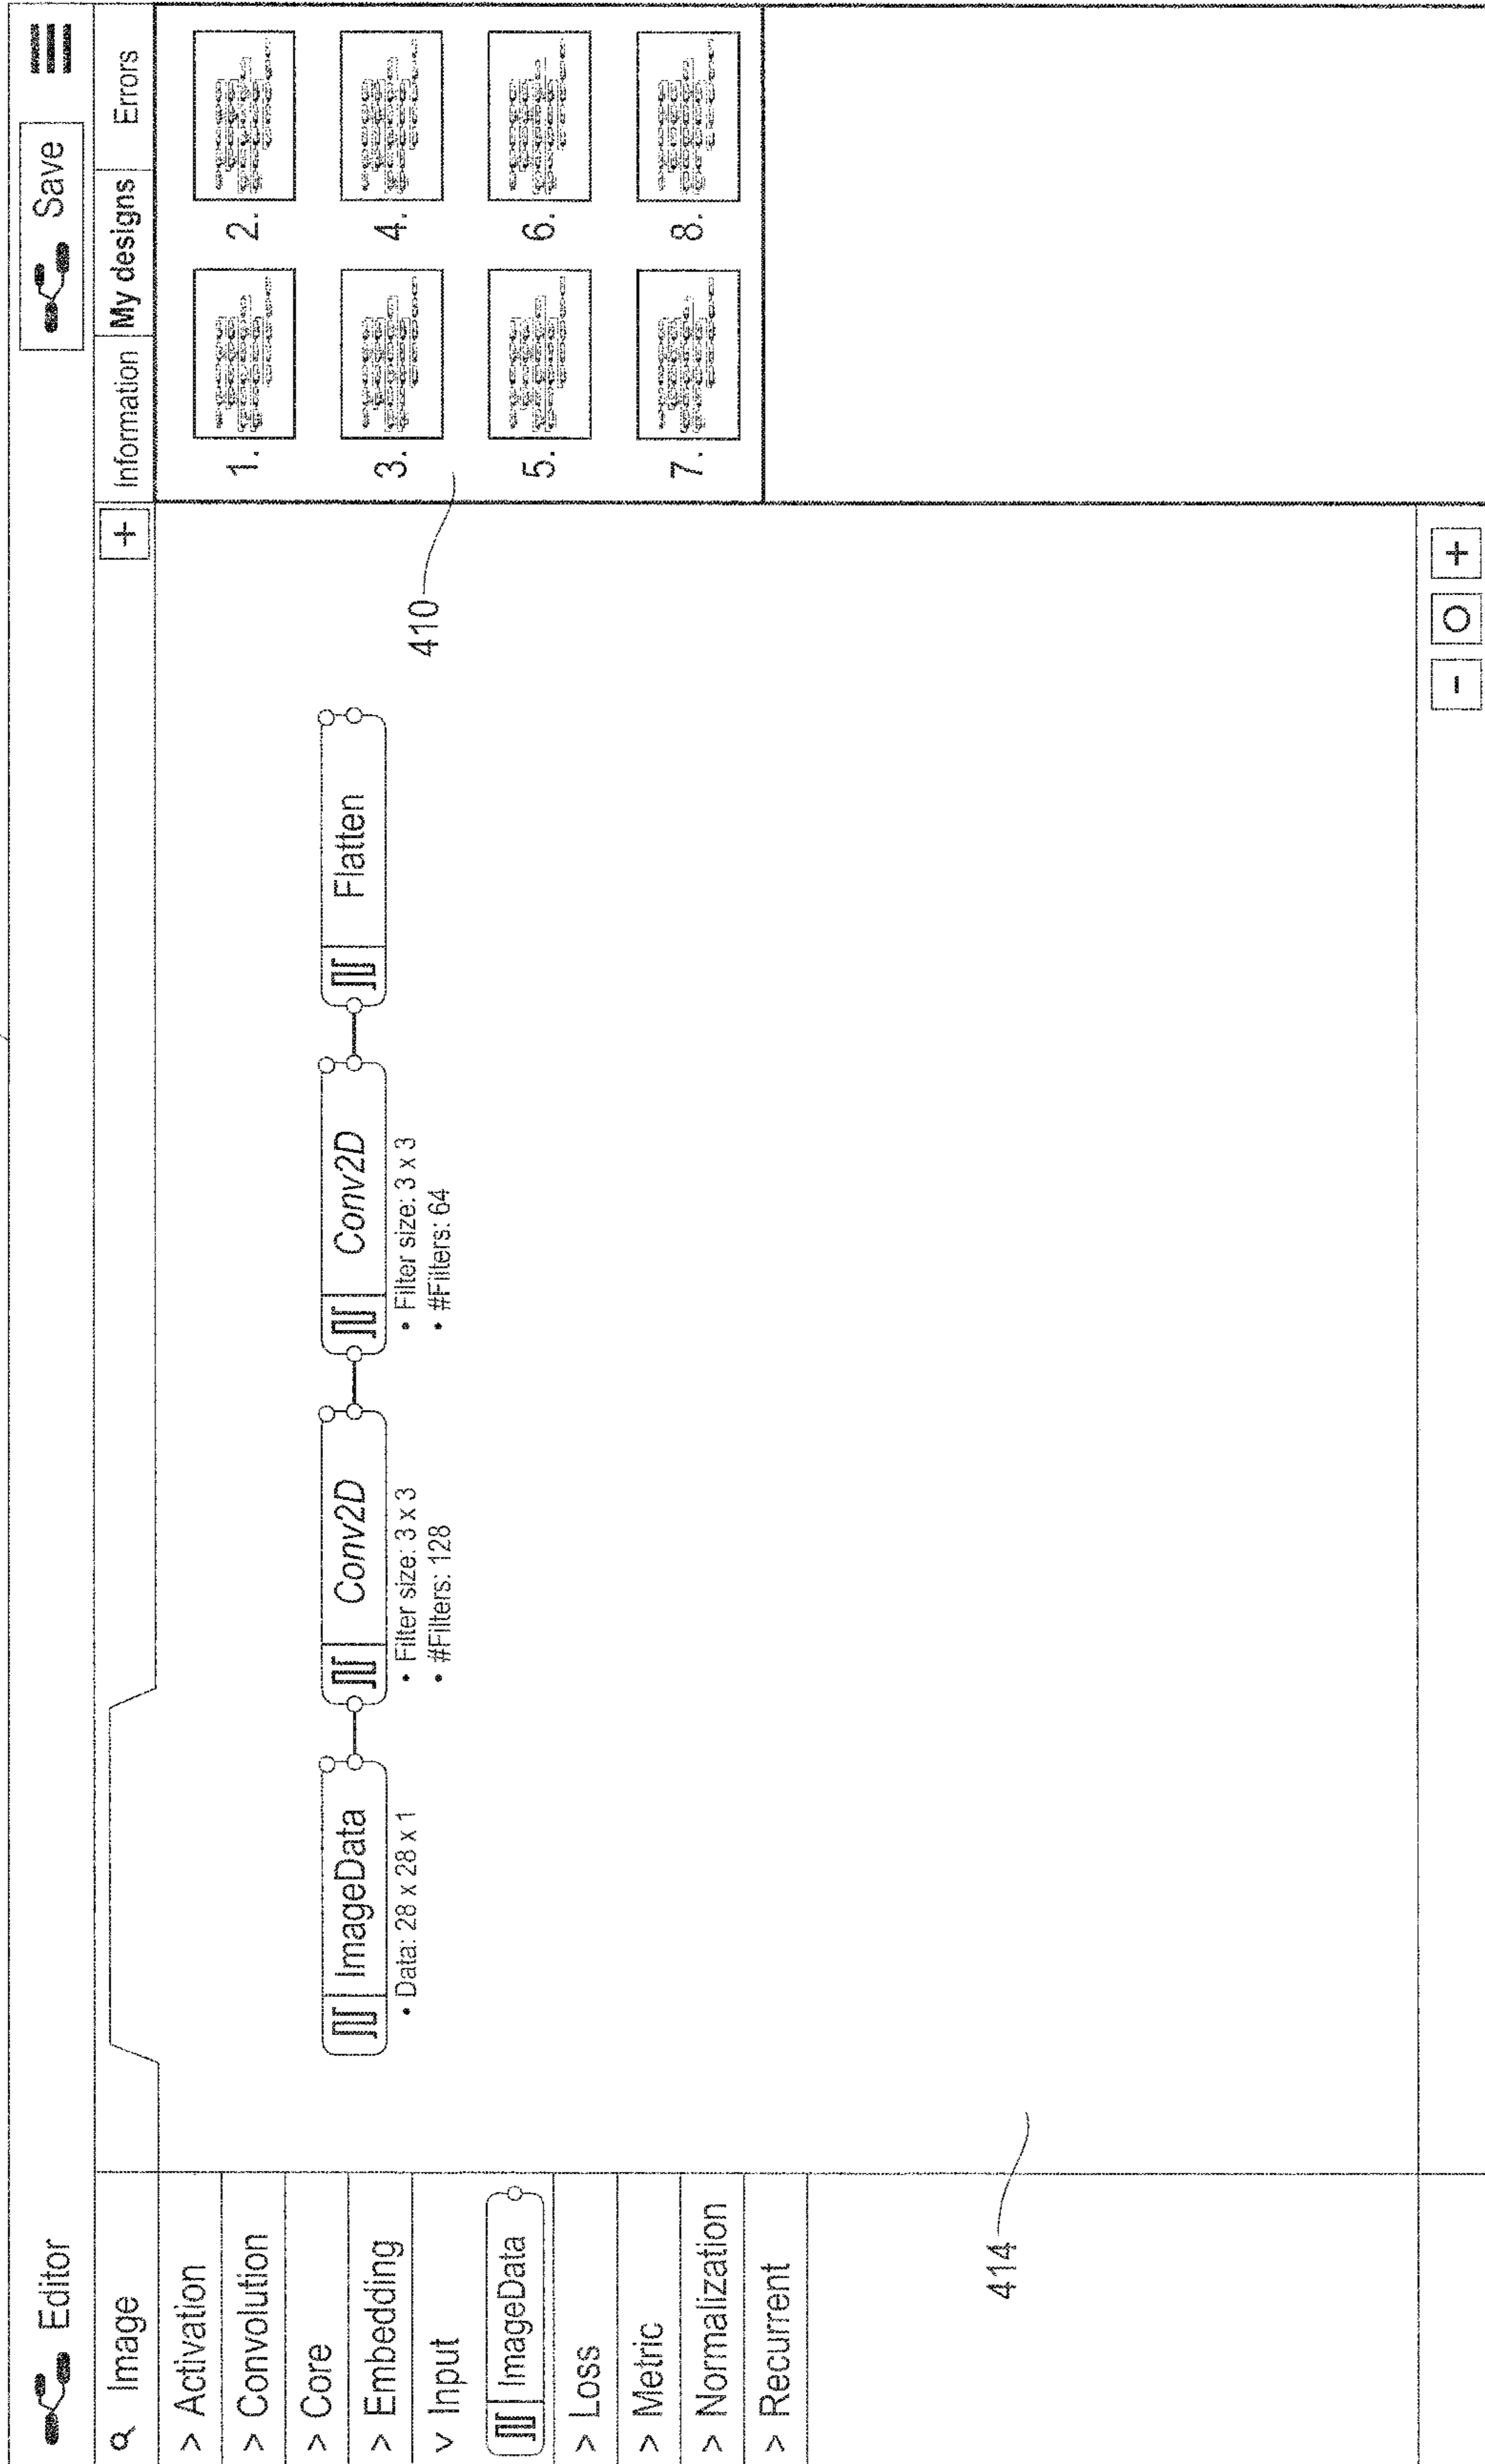 Editor
Save
Image
+
Information
My designs
Errors
> Activation
> Convolution
> Core
> Embedding
v Input
ImageData
> Loss
> Metric
> Normalization
> Recurrent
ImageData
• Data: 28 x 28 x 1
Conv2D
• Filter size: 3 x 3
• #Filters: 128
Conv2D
• Filter size: 3 x 3
• #Filters: 64
Flatten
1.
2.
3.
4.
5.
6.
7.
8.
410
414
- O +